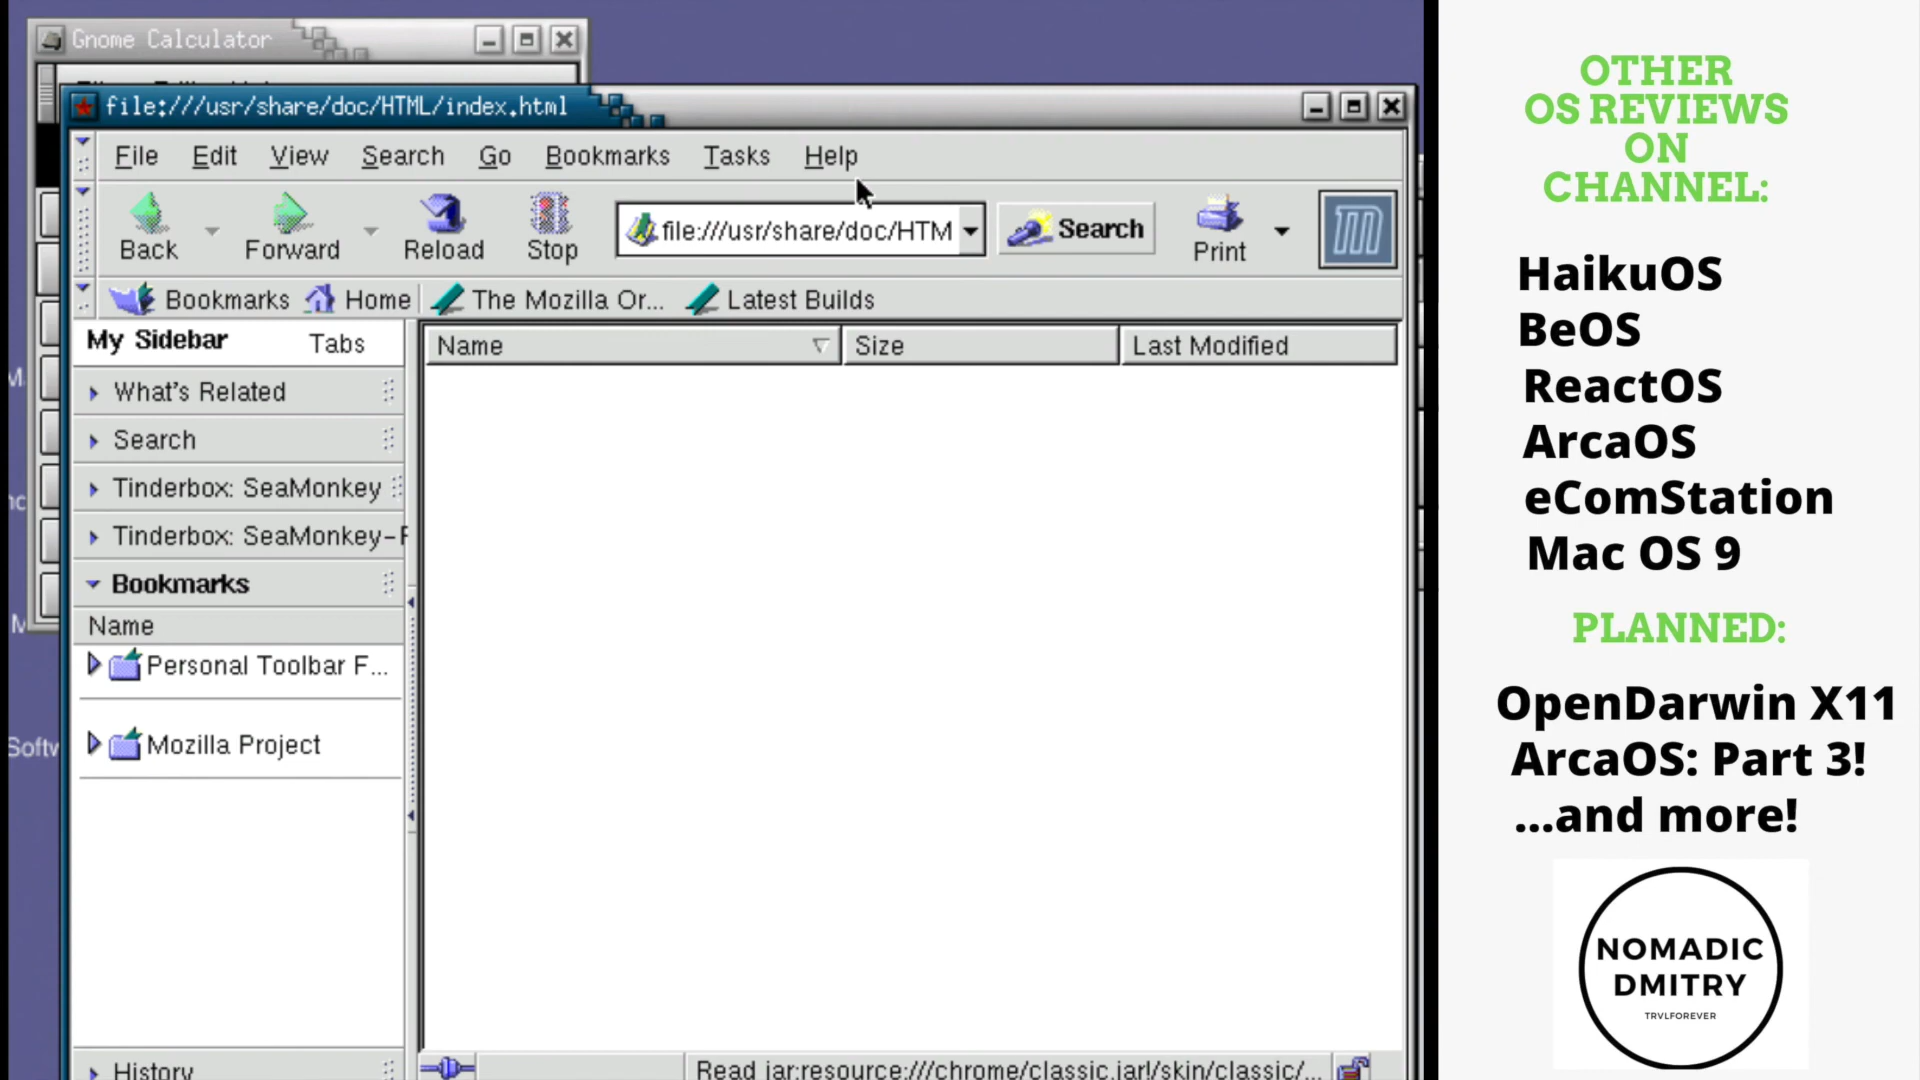 Gnome Calculator
file:///usr/share/doc/HTML/index.html
File Edit View Search Go Bookmarks Tasks Help
Back Forward Reload Stop file:///usr/share/doc/HTM Search Print
Bookmarks Home The Mozilla Or... Latest Builds
My Sidebar Tabs
Name Size Last Modified
What's Related
Search
Tinderbox: SeaMonkey
Tinderbox: SeaMonkey-
Bookmarks
Name
Personal Toolbar F...
Mozilla Project
History
Read jar:resource:///chrome/classic.jar!/skin/classic/...
Softw
OTHER
OS REVIEWS
ON
CHANNEL:
HaikuOS
BeOS
ReactOS
ArcaOS
eComStation
Mac OS 9
PLANNED:
OpenDarwin X11
ArcaOS: Part 3!
...and more!
NOMADIC
DMITRY
TRVLFOREVER